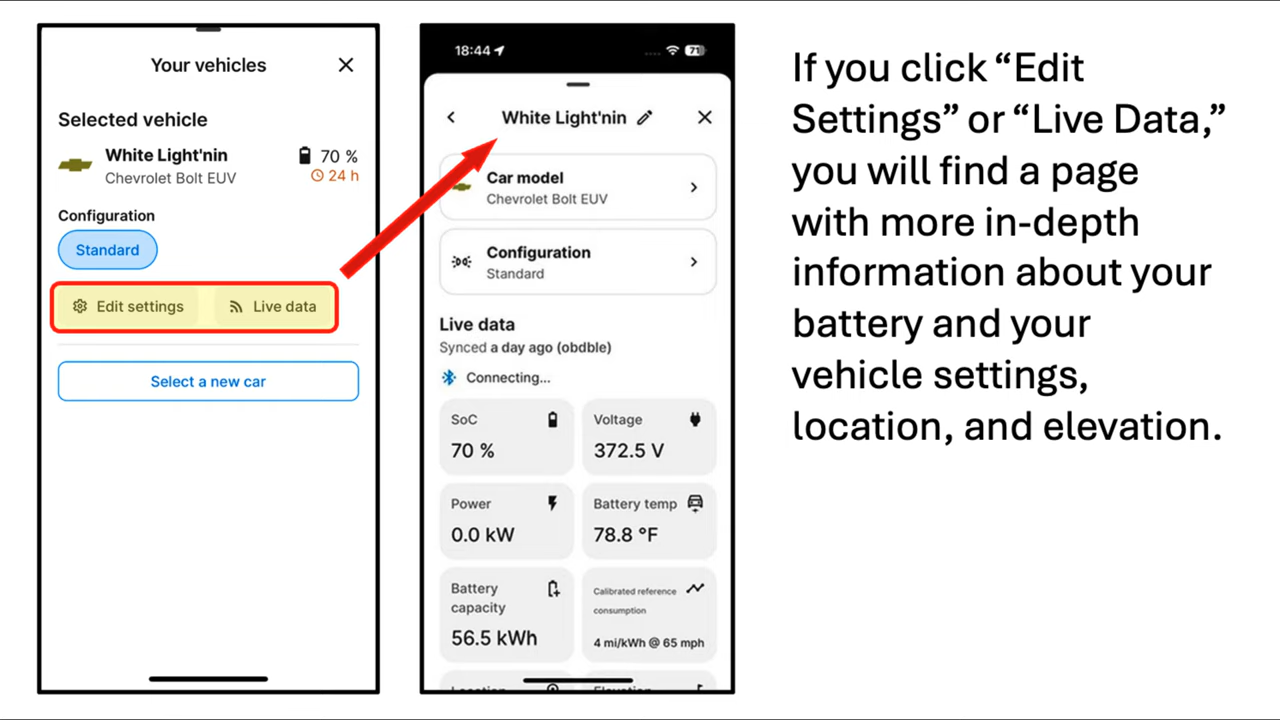 Your vehicles
Selected vehicle
White Light'nin
Chevrolet Bolt EUV
70 %
24 h
Configuration
Standard
Edit settings
Live data
Select a new car
18:44
71
White Light'nin
Car model
Chevrolet Bolt EUV
Configuration
Standard
Live data
Synced a day ago (obdble)
Connecting...
SoC
70 %
Voltage
372.5 V
Power
0.0 kW
Battery temp
78.8 °F
Battery
capacity
56.5 kWh
Calibrated reference
consumption
4 mi/kWh @ 65 mph
Location
Elevation
If you click “Edit
Settings” or “Live Data,”
you will find a page
with more in-depth
information about your
battery and your
vehicle settings,
location, and elevation.